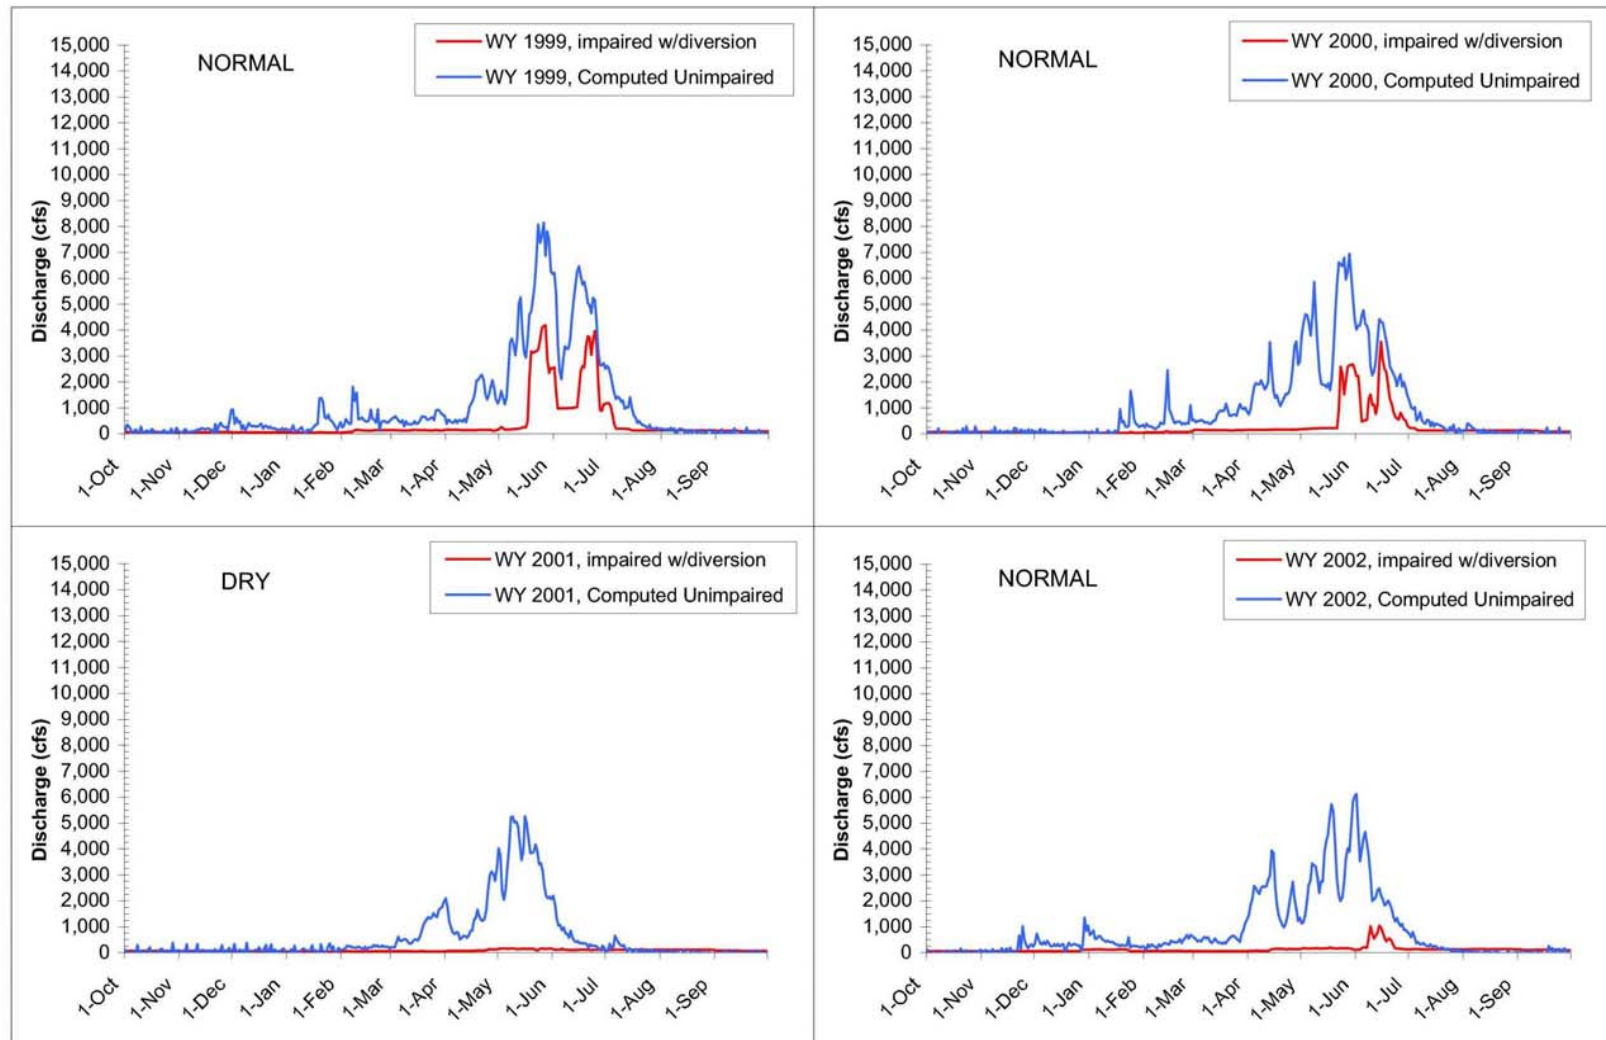 NORMAL
WY 1999, impaired w/diversion
WY 1999, Computed Unimpaired
Discharge (cfs)
15,000
14,000
13,000
12,000
11,000
10,000
9,000
8,000
7,000
6,000
5,000
4,000
3,000
2,000
1,000
0
1-Oct
1-Nov
1-Dec
1-Jan
1-Feb
1-Mar
1-Apr
1-May
1-Jun
1-Jul
1-Aug
1-Sep
NORMAL
WY 2000, impaired w/diversion
WY 2000, Computed Unimpaired
Discharge (cfs)
15,000
14,000
13,000
12,000
11,000
10,000
9,000
8,000
7,000
6,000
5,000
4,000
3,000
2,000
1,000
0
1-Oct
1-Nov
1-Dec
1-Jan
1-Feb
1-Mar
1-Apr
1-May
1-Jun
1-Jul
1-Aug
1-Sep
DRY
WY 2001, impaired w/diversion
WY 2001, Computed Unimpaired
Discharge (cfs)
15,000
14,000
13,000
12,000
11,000
10,000
9,000
8,000
7,000
6,000
5,000
4,000
3,000
2,000
1,000
0
1-Oct
1-Nov
1-Dec
1-Jan
1-Feb
1-Mar
1-Apr
1-May
1-Jun
1-Jul
1-Aug
1-Sep
NORMAL
WY 2002, impaired w/diversion
WY 2002, Computed Unimpaired
Discharge (cfs)
15,000
14,000
13,000
12,000
11,000
10,000
9,000
8,000
7,000
6,000
5,000
4,000
3,000
2,000
1,000
0
1-Oct
1-Nov
1-Dec
1-Jan
1-Feb
1-Mar
1-Apr
1-May
1-Jun
1-Jul
1-Aug
1-Sep